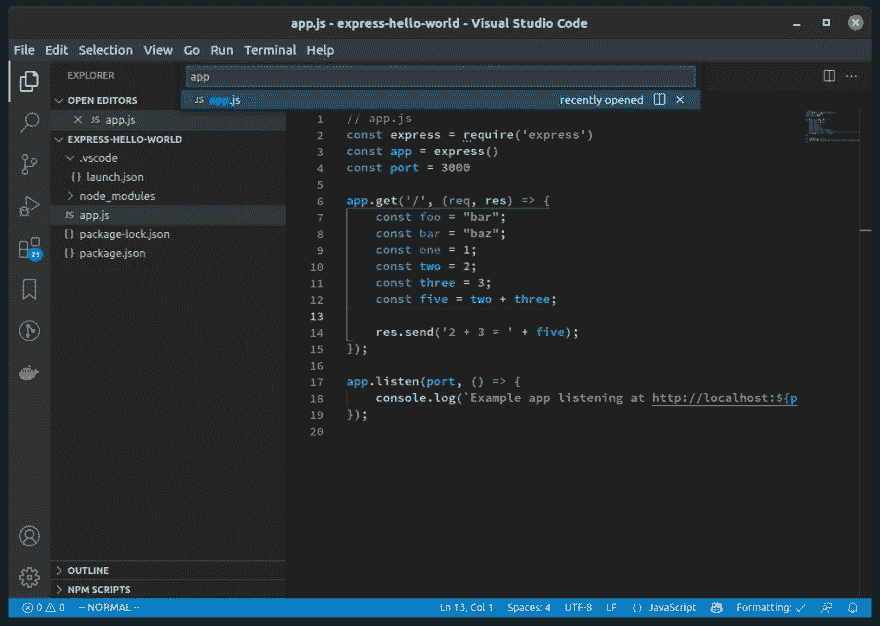 app.js - express-hello-world - Visual Studio Code
File Edit Selection View Go Run Terminal Help
EXPLORER
app
JS app.js recently opened
OPEN EDITORS
JS app.js
EXPRESS-HELLO-WORLD
.vscode
{} launch.json
node_modules
JS app.js
{} package-lock.json
{} package.json
1 // app.js
2 const express = require('express')
3 const app = express()
4 const port = 3000
5
6 app.get('/', (req, res) => {
7 const foo = "bar";
8 const bar = "baz";
9 const one = 1;
10 const two = 2;
11 const three = 3;
12 const five = two + three;
13
14 res.send('2 + 3 = ' + five);
15 });
16
17 app.listen(port, () => {
18 console.log(`Example app listening at http://localhost:${p
19 });
20
21
OUTLINE
NPM SCRIPTS
0 0 -- NORMAL -- Ln 13, Col 1 Spaces: 4 UTF-8 LF {} JavaScript Formatting: ✓